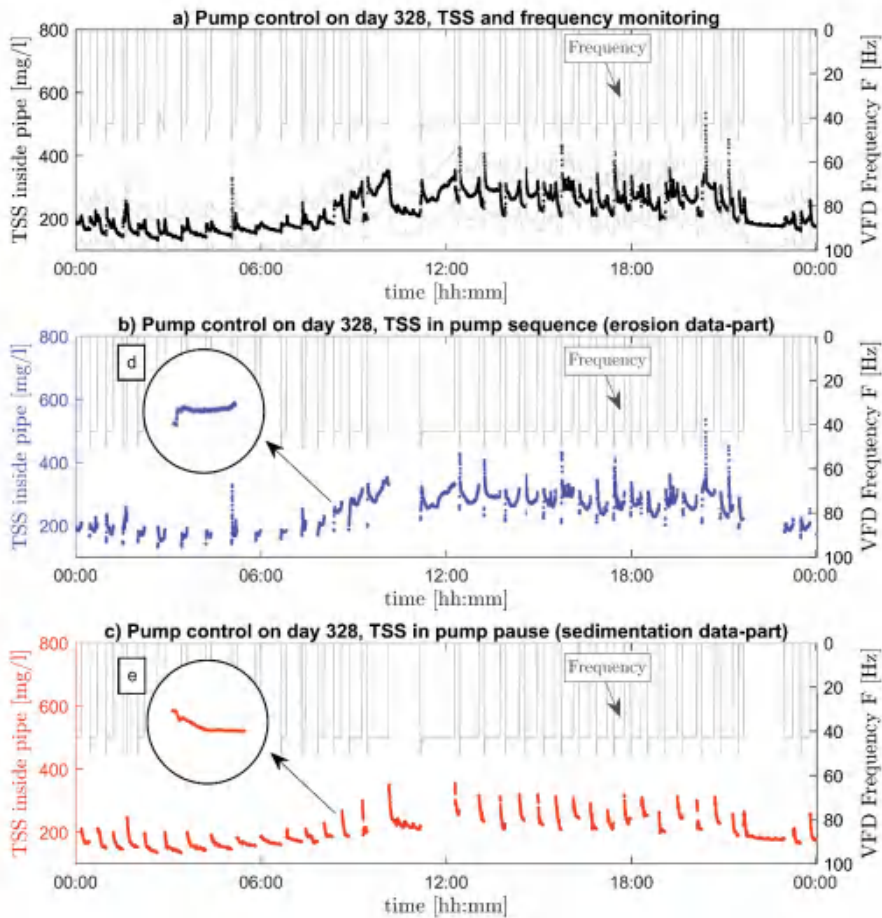 a) Pump control on day 328, TSS and frequency monitoring
TSS inside pipe [mg/l]
800
600
400
200
Frequency
0
20
40
60
80
100
VFD Frequency F [Hz]
00:00
06:00
12:00
18:00
00:00
time [hh:mm]
b) Pump control on day 328, TSS in pump sequence (erosion data-part)
TSS inside pipe [mg/l]
800
600
400
200
d
Frequency
0
20
40
60
80
100
VFD Frequency F [Hz]
00:00
06:00
12:00
18:00
00:00
time [hh:mm]
c) Pump control on day 328, TSS in pump pause (sedimentation data-part)
TSS inside pipe [mg/l]
800
600
400
200
e
Frequency
0
20
40
60
80
100
VFD Frequency F [Hz]
00:00
06:00
12:00
18:00
00:00
time [hh:mm]